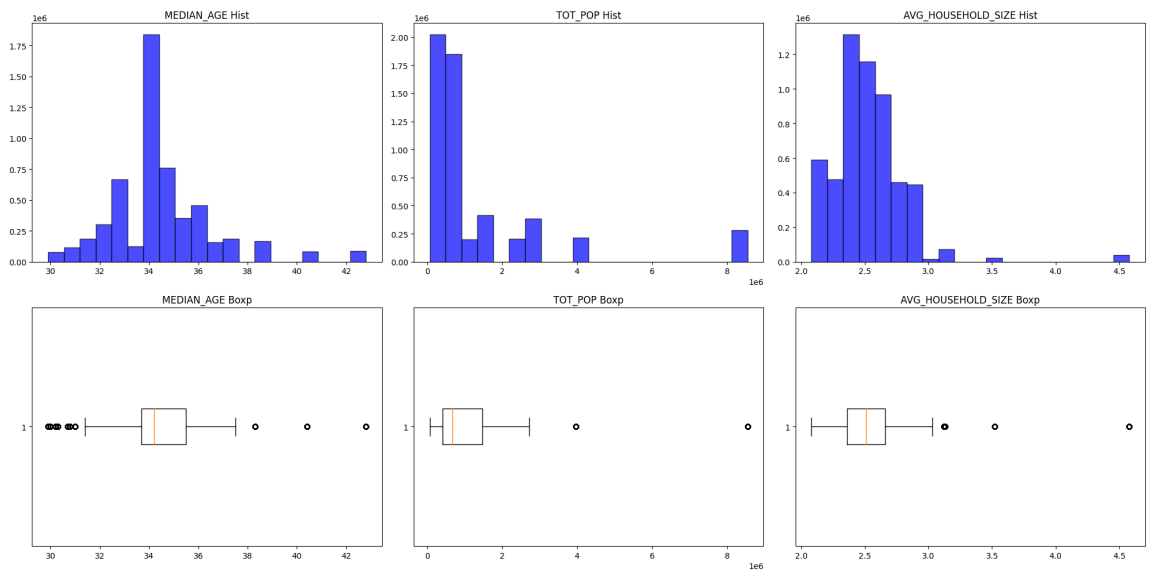 MEDIAN_AGE Hist
1e6
1.75
1.50
1.25
1.00
0.75
0.50
0.25
0.00
30 32 34 36 38 40 42
TOT_POP Hist
1e6
2.00
1.75
1.50
1.25
1.00
0.75
0.50
0.25
0.00
0 2 4 6 8
1e6
AVG_HOUSEHOLD_SIZE Hist
1e6
1.2
1.0
0.8
0.6
0.4
0.2
0.0
2.0 2.5 3.0 3.5 4.0 4.5
MEDIAN_AGE Boxp
1
30 32 34 36 38 40 42
TOT_POP Boxp
1
0 2 4 6 8
1e6
AVG_HOUSEHOLD_SIZE Boxp
1
2.0 2.5 3.0 3.5 4.0 4.5